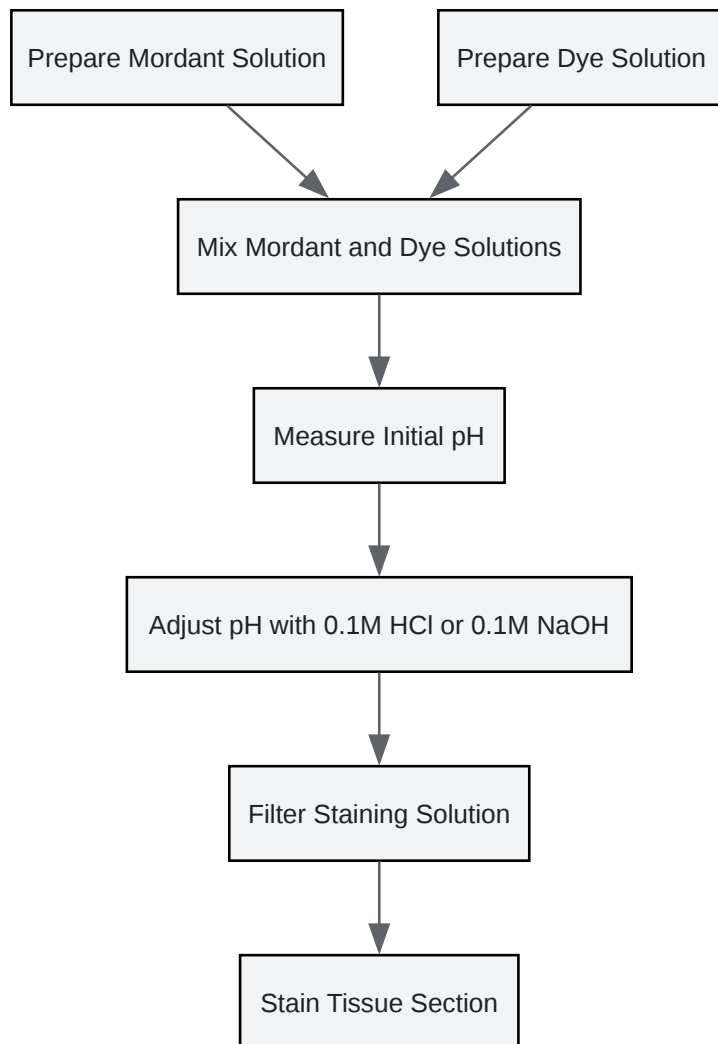 Prepare Mordant Solution
Prepare Dye Solution
Mix Mordant and Dye Solutions
Measure Initial pH
Adjust pH with 0.1M HCl or 0.1M NaOH
Filter Staining Solution
Stain Tissue Section